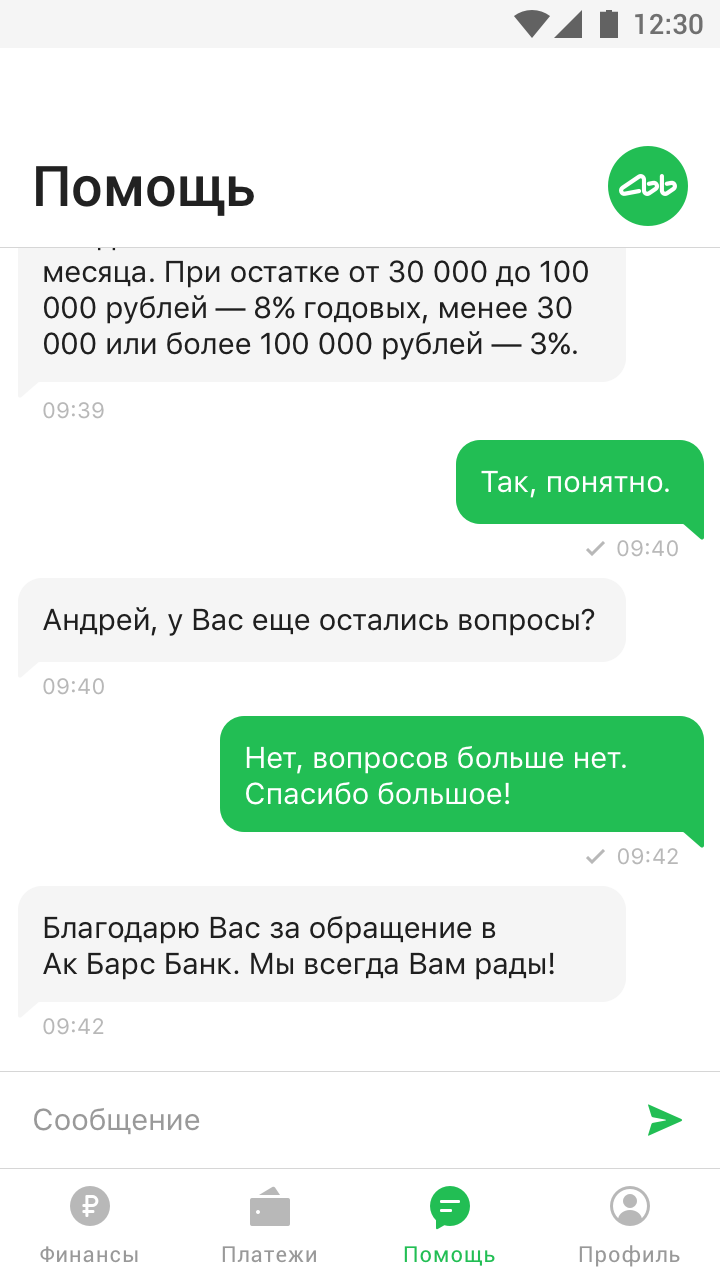 12:30
Помощь
Abb
месяца. При остатке от 30 000 до 100
000 рублей — 8% годовых, менее 30
000 или более 100 000 рублей — 3%.
09:39
Так, понятно.
09:40
Андрей, у Вас еще остались вопросы?
09:40
Нет, вопросов больше нет.
Спасибо большое!
09:42
Благодарю Вас за обращение в
Ак Барс Банк. Мы всегда Вам рады!
09:42
Сообщение
₽
Финансы
Платежи
Помощь
Профиль